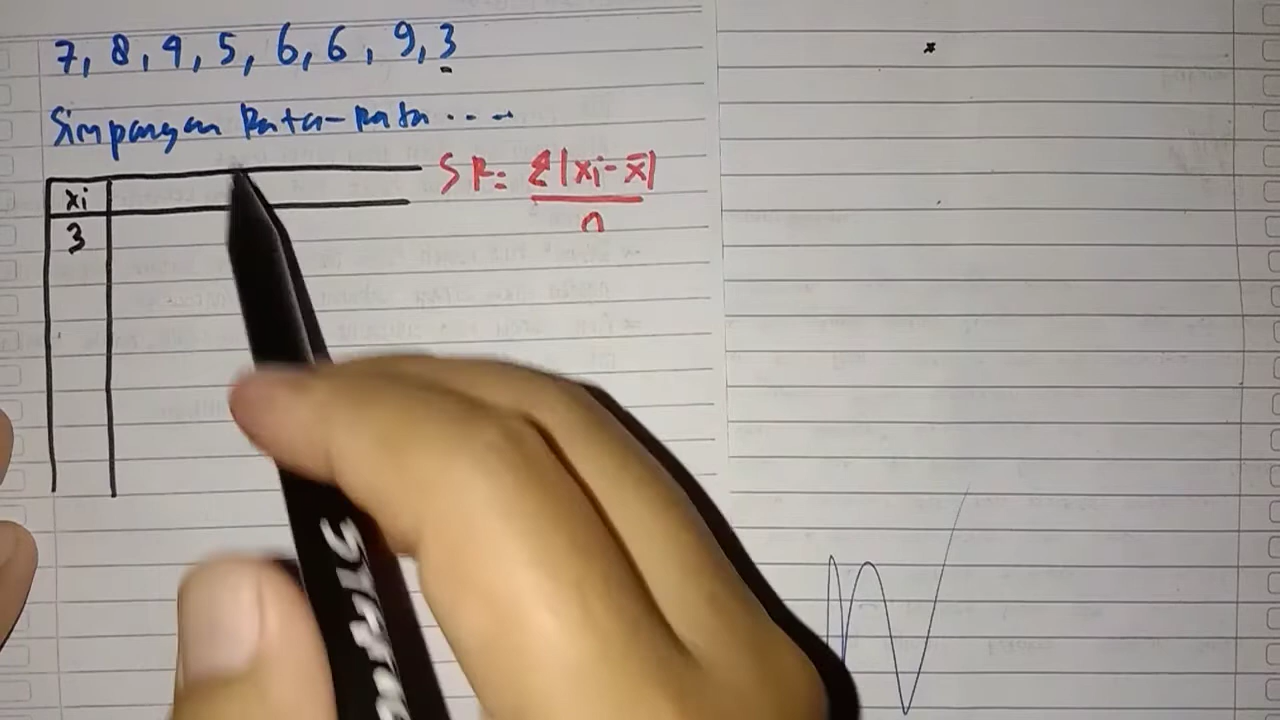 7, 8, 4, 5, 6, 6, 9, 3
Simpangan Rata-Rata ....
SR = Σ|xi - x̄|
n
xi
3